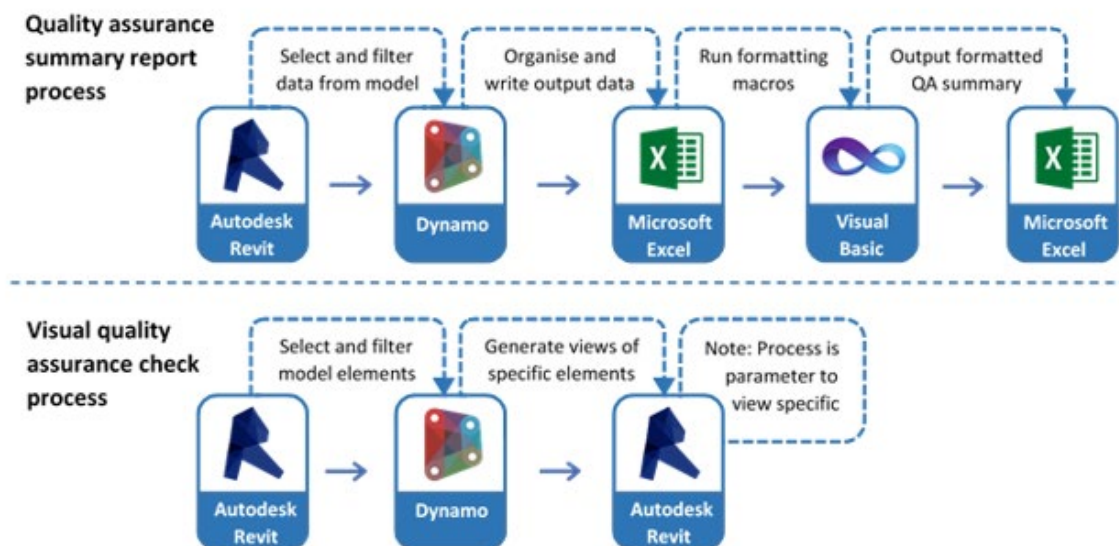 Quality assurance
summary report
process
Select and filter
data from model
Organise and
write output data
Run formatting
macros
Output formatted
QA summary
Autodesk
Revit
Dynamo
X
Microsoft
Excel
Visual
Basic
X
Microsoft
Excel
Visual quality
assurance check
process
Select and filter
model elements
Generate views of
specific elements
Note: Process is
parameter to
view specific
Autodesk
Revit
Dynamo
Autodesk
Revit